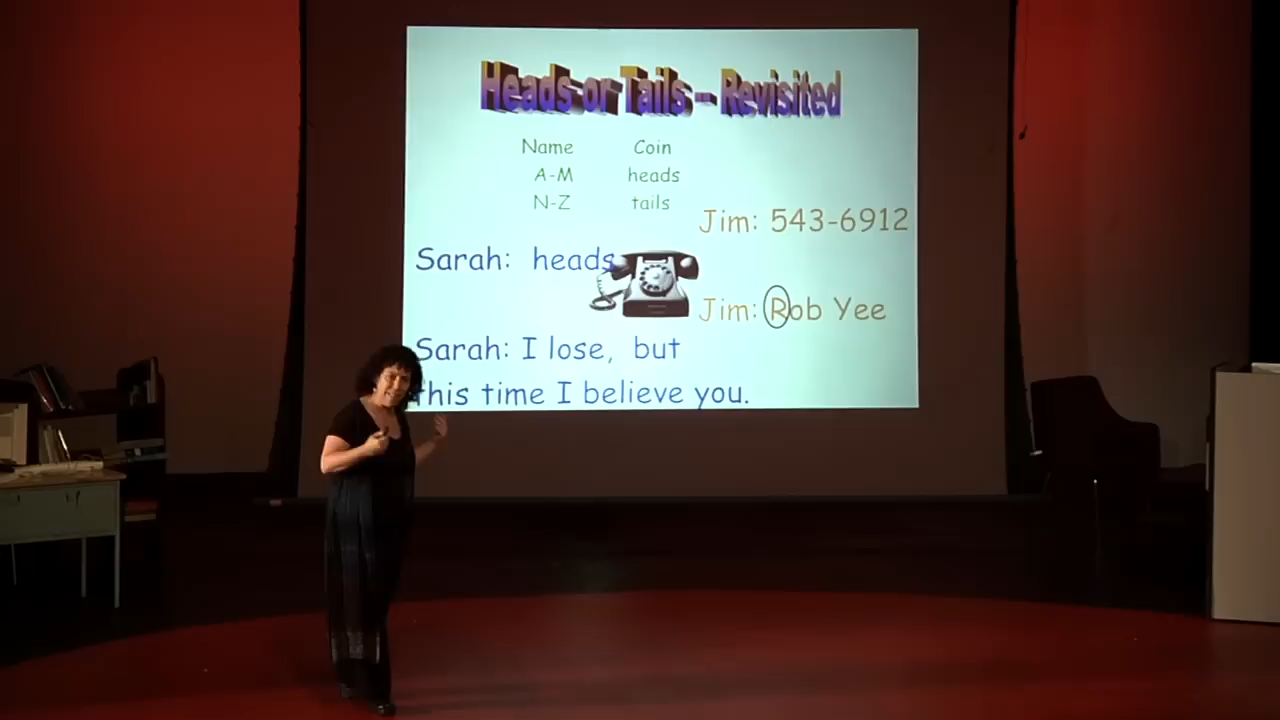 Heads or Tails -- Revisited
Name Coin
A-M heads
N-Z tails
Jim: 543-6912
Sarah: heads
Jim: Rob Yee
Sarah: I lose, but
this time I believe you.